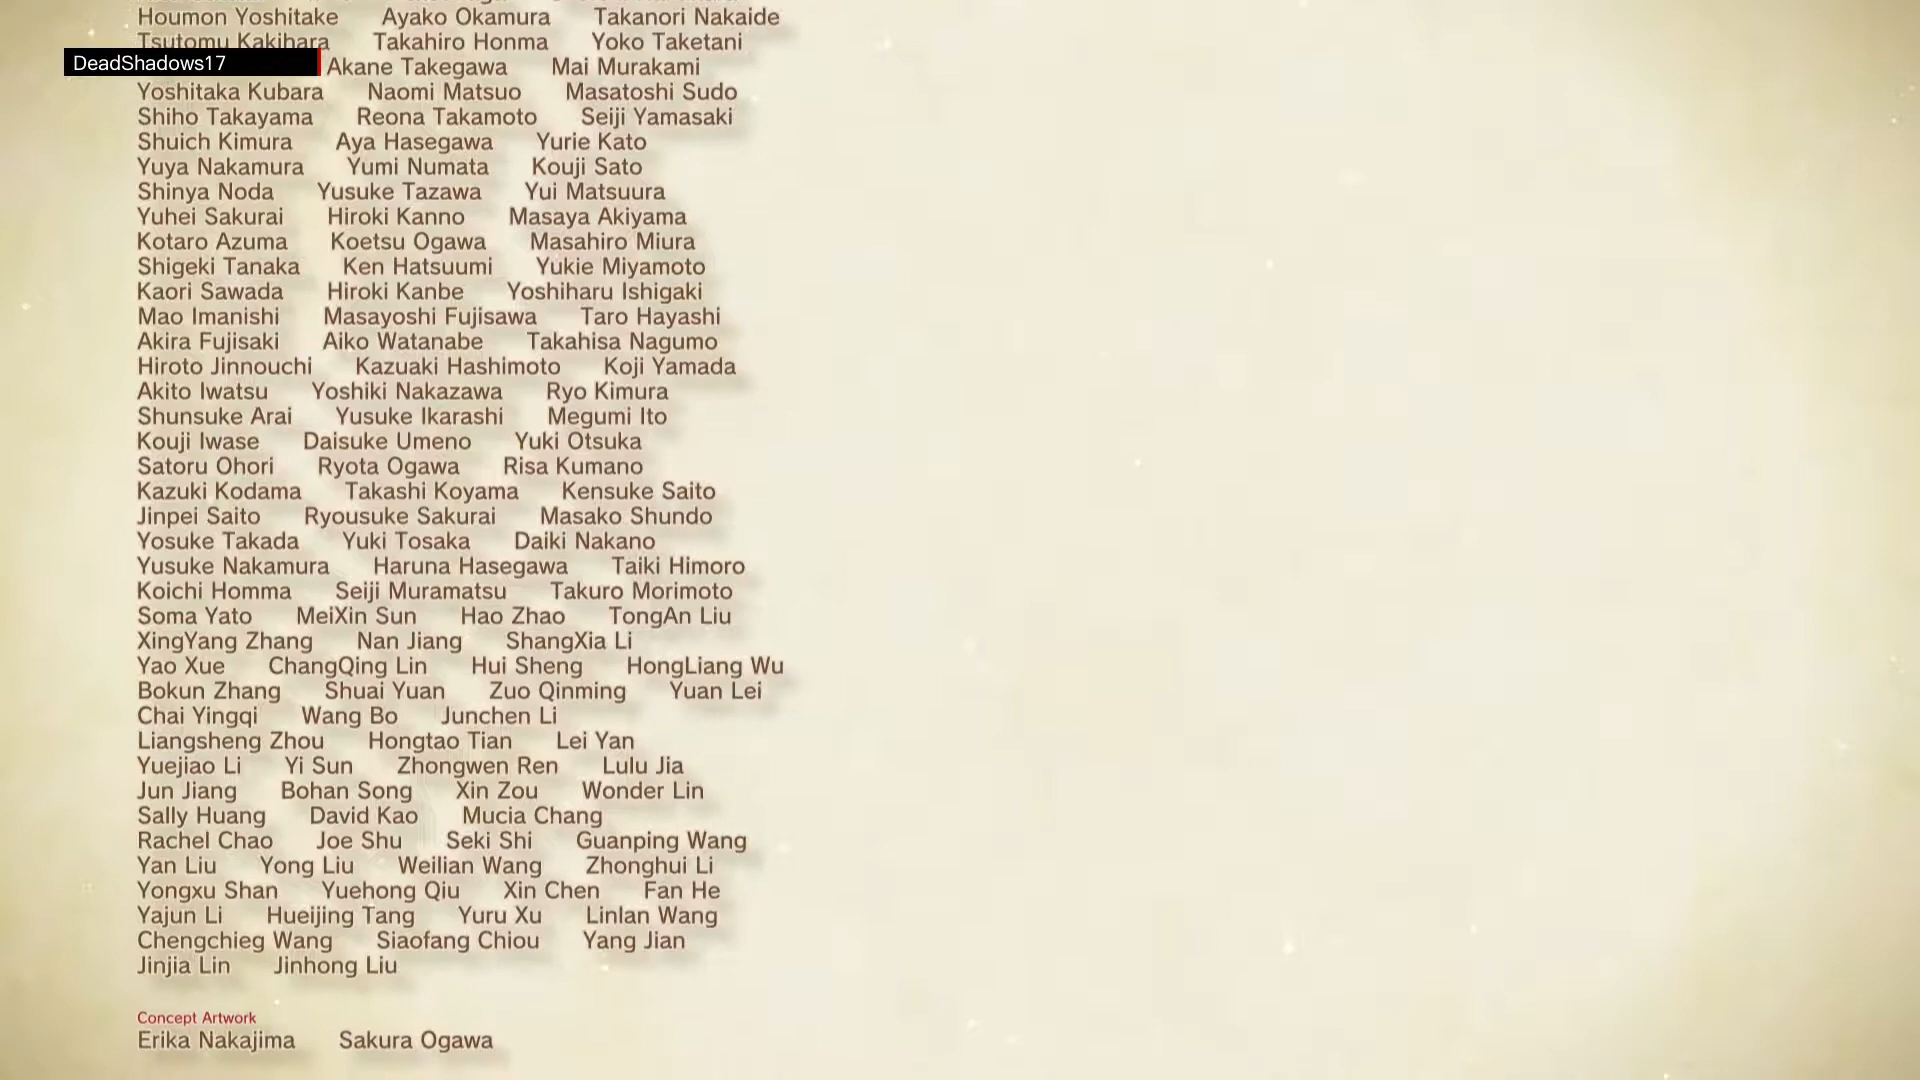 Houmon Yoshitake Ayako Okamura Takanori Nakaide
Tsutomu Kakihara Takahiro Honma Yoko Taketani
DeadShadows17
Akane Takegawa Mai Murakami
Yoshitaka Kubara Naomi Matsuo Masatoshi Sudo
Shiho Takayama Reona Takamoto Seiji Yamasaki
Shuich Kimura Aya Hasegawa Yurie Kato
Yuya Nakamura Yumi Numata Kouji Sato
Shinya Noda Yusuke Tazawa Yui Matsuura
Yuhei Sakurai Hiroki Kanno Masaya Akiyama
Kotaro Azuma Koetsu Ogawa Masahiro Miura
Shigeki Tanaka Ken Hatsuumi Yukie Miyamoto
Kaori Sawada Hiroki Kanbe Yoshiharu Ishigaki
Mao Imanishi Masayoshi Fujisawa Taro Hayashi
Akira Fujisaki Aiko Watanabe Takahisa Nagumo
Hiroto Jinnouchi Kazuaki Hashimoto Koji Yamada
Akito Iwatsu Yoshiki Nakazawa Ryo Kimura
Shunsuke Arai Yusuke Ikarashi Megumi Ito
Kouji Iwase Daisuke Umeno Yuki Otsuka
Satoru Ohori Ryota Ogawa Risa Kumano
Kazuki Kodama Takashi Koyama Kensuke Saito
Jinpei Saito Ryousuke Sakurai Masako Shundo
Yosuke Takada Yuki Tosaka Daiki Nakano
Yusuke Nakamura Haruna Hasegawa Taiki Himoro
Koichi Homma Seiji Muramatsu Takuro Morimoto
Soma Yato MeiXin Sun Hao Zhao TongAn Liu
XingYang Zhang Nan Jiang ShangXia Li
Yao Xue ChangQing Lin Hui Sheng HongLiang Wu
Bokun Zhang Shuai Yuan Zuo Qinming Yuan Lei
Chai Yingqi Wang Bo Junchen Li
Liangsheng Zhou Hongtao Tian Lei Yan
Yuejiao Li Yi Sun Zhongwen Ren Lulu Jia
Jun Jiang Bohan Song Xin Zou Wonder Lin
Sally Huang David Kao Mucia Chang
Rachel Chao Joe Shu Seki Shi Guanping Wang
Yan Liu Yong Liu Weilian Wang Zhonghui Li
Yongxu Shan Yuehong Qiu Xin Chen Fan He
Yajun Li Hueijing Tang Yuru Xu Linlan Wang
Chengchieg Wang Siaofang Chiou Yang Jian
Jinjia Lin Jinhong Liu
Concept Artwork
Erika Nakajima Sakura Ogawa